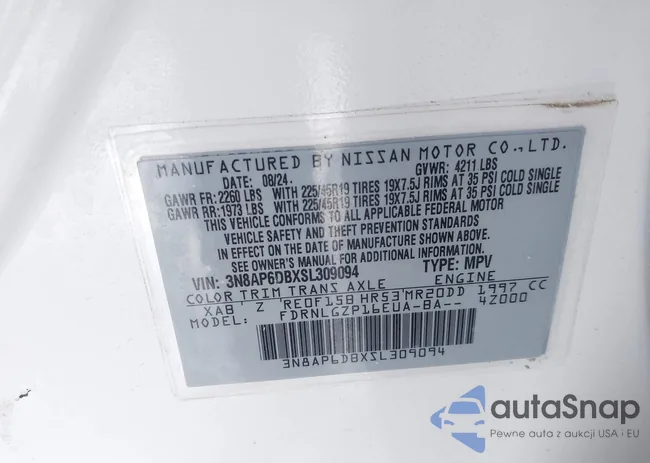 MANUFACTURED BY NISSAN MOTOR CO., LTD.
DATE: 08/24 GVWR: 4211 LBS
GAWR FR: 2260 LBS WITH 225/45R19 TIRES 19X7.5J RIMS AT 35 PSI COLD SINGLE
GAWR RR: 1973 LBS WITH 225/45R19 TIRES 19X7.5J RIMS AT 35 PSI COLD SINGLE
THIS VEHICLE CONFORMS TO ALL APPLICABLE FEDERAL MOTOR
VEHICLE SAFETY AND THEFT PREVENTION STANDARDS
IN EFFECT ON THE DATE OF MANUFACTURE SHOWN ABOVE.
SEE OWNER'S MANUAL FOR ADDITIONAL INFORMATION.
VIN: 3N8AP6DBXSL309094 TYPE: MPV
COLOR TRIM TRANS AXLE ENGINE
XAB' Z 'RE0F15B HR53'MR20DD 1997 CC
MODEL: FDRNLGZP16EUA-BA-- 4Z000
3N8AP6DBXSL309094
autaSnap
Pewne auta z aukcji USA i EU